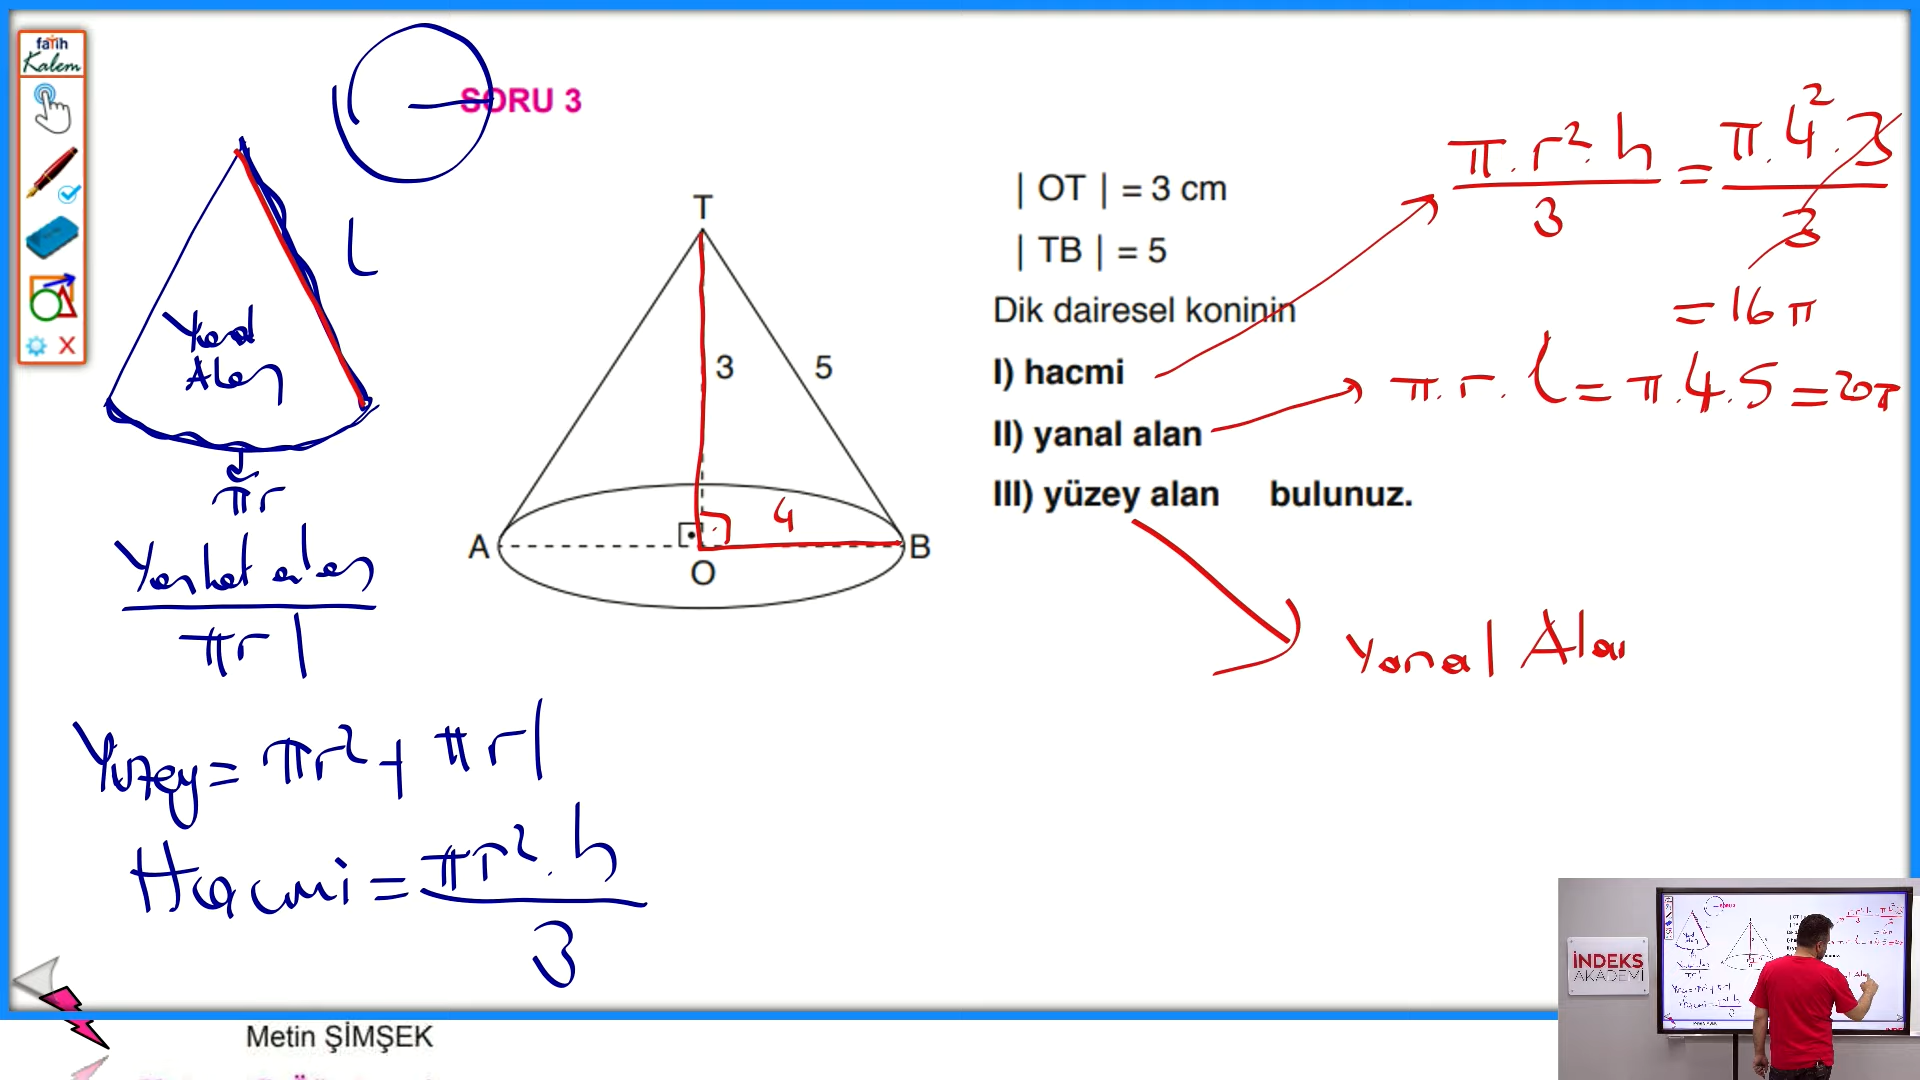 fatih
Kalem
SORU 3
L
Yanal
Alan
πr
Yanal alan
πrl
Yüzey = πr² + πrl
Hacmi = πr².h
3
T
3
5
4
A
O
B
| OT | = 3 cm
| TB | = 5
Dik dairesel koninin
I) hacmi
II) yanal alan
III) yüzey alan bulunuz.
π.r².h = π.4².3
3 3
= 16π
π.r.l = π.4.5 = 20π
Yanal Alan
Metin ŞİMŞEK
İNDEKS
AKADEMİ